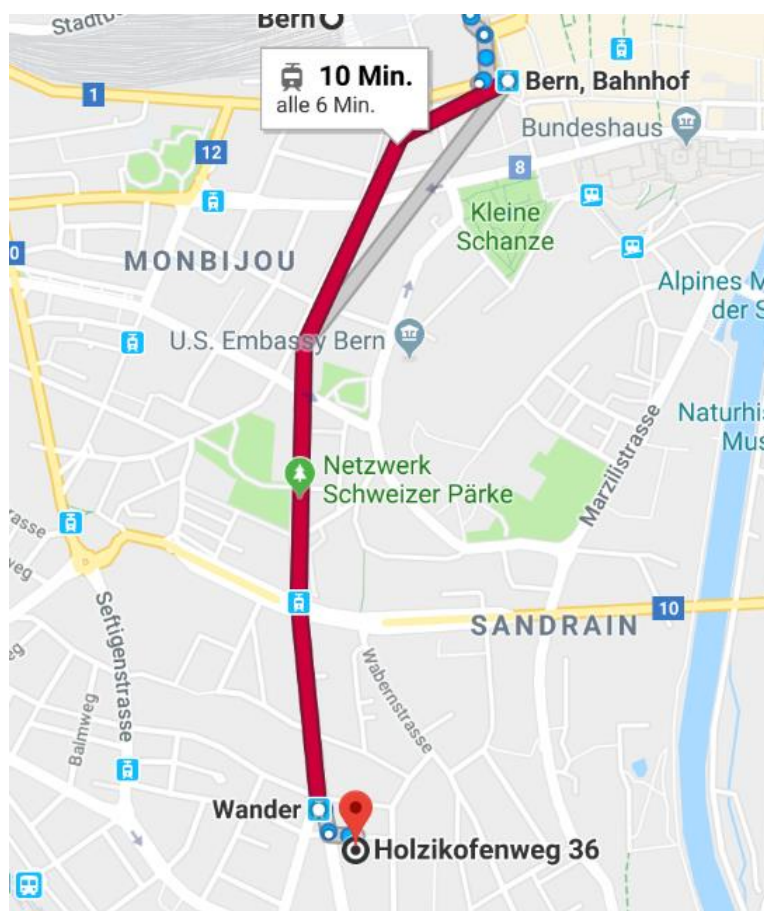 Bern
1
10 Min.
alle 6 Min.
Bern, Bahnhof
Bundeshaus
12
8
Kleine
Schanze
MONBIJOU
Alpines M
der S
U.S. Embassy Bern
Marzilistrasse
Naturhis
Mus
Netzwerk
Schweizer Pärke
Seftigenstrasse
10
SANDRAIN
Wabernstrasse
Balmweg
Wander
Holzikofenweg 36